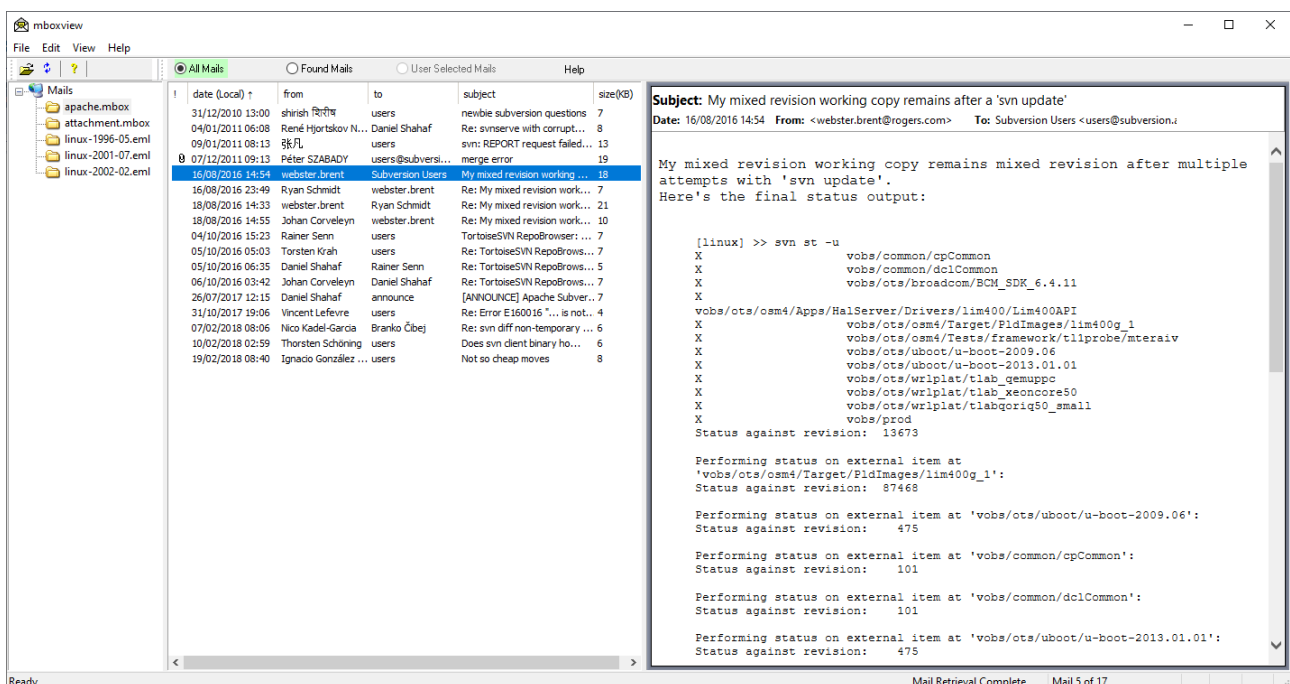 mboxview
File Edit View Help
? All Mails Found Mails User Selected Mails Help
Mails
apache.mbox
attachment.mbox
linux-1996-05.eml
linux-2001-07.eml
linux-2002-02.eml
! date (Local) ↑ from to subject size(KB)
31/12/2010 13:00 shirish शिरीष users newbie subversion questions 7
04/01/2011 06:08 René Hjortskov N... Daniel Shahaf Re: svnserve with corrupt... 8
09/01/2011 08:13 张凡 users svn: REPORT request failed... 13
07/12/2011 09:13 Péter SZABADY users@subversi... merge error 19
16/08/2016 14:54 webster.brent Subversion Users My mixed revision working ... 18
16/08/2016 23:49 Ryan Schmidt webster.brent Re: My mixed revision work... 7
18/08/2016 14:33 webster.brent Ryan Schmidt Re: My mixed revision work... 21
18/08/2016 14:55 Johan Corveleyn webster.brent Re: My mixed revision work... 10
04/10/2016 15:23 Rainer Senn users TortoiseSVN RepoBrowser: ... 7
05/10/2016 05:03 Torsten Krah users Re: TortoiseSVN RepoBrows... 7
05/10/2016 06:35 Daniel Shahaf Rainer Senn Re: TortoiseSVN RepoBrows... 5
06/10/2016 03:42 Johan Corveleyn Daniel Shahaf Re: TortoiseSVN RepoBrows... 7
26/07/2017 12:15 Daniel Shahaf announce [ANNOUNCE] Apache Subver... 7
31/10/2017 19:06 Vincent Lefevre users Re: Error E160016 "... is not... 4
07/02/2018 08:06 Nico Kadel-Garcia Branko Čibej Re: svn diff non-temporary ... 6
10/02/2018 02:59 Thorsten Schöning users Does svn client binary ho... 6
19/02/2018 08:40 Ignacio González ... users Not so cheap moves 8
Subject: My mixed revision working copy remains after a 'svn update'
Date: 16/08/2016 14:54 From: <webster.brent@rogers.com> To: Subversion Users <users@subversion.a
My mixed revision working copy remains mixed revision after multiple
attempts with 'svn update'.
Here's the final status output:
[linux] >> svn st -u
X vobs/common/cpCommon
X vobs/common/dclCommon
X vobs/ots/broadcom/BCM_SDK_6.4.11
X
vobs/ots/osm4/Apps/HalServer/Drivers/lim400/Lim400API
X vobs/ots/osm4/Target/PldImages/lim400g_1
X vobs/ots/osm4/Tests/framework/tl1probe/mteraiv
X vobs/ots/uboot/u-boot-2009.06
X vobs/ots/uboot/u-boot-2013.01.01
X vobs/ots/wrlplat/tlab_qemuppc
X vobs/ots/wrlplat/tlab_xeoncore50
X vobs/ots/wrlplat/tlabqoriq50_small
X vobs/prod
Status against revision: 13673
Performing status on external item at
'vobs/ots/osm4/Target/PldImages/lim400g_1':
Status against revision: 87468
Performing status on external item at 'vobs/ots/uboot/u-boot-2009.06':
Status against revision: 475
Performing status on external item at 'vobs/common/cpCommon':
Status against revision: 101
Performing status on external item at 'vobs/common/dclCommon':
Status against revision: 101
Performing status on external item at 'vobs/ots/uboot/u-boot-2013.01.01':
Status against revision: 475
Ready Mail Retrieval Complete Mail 5 of 17